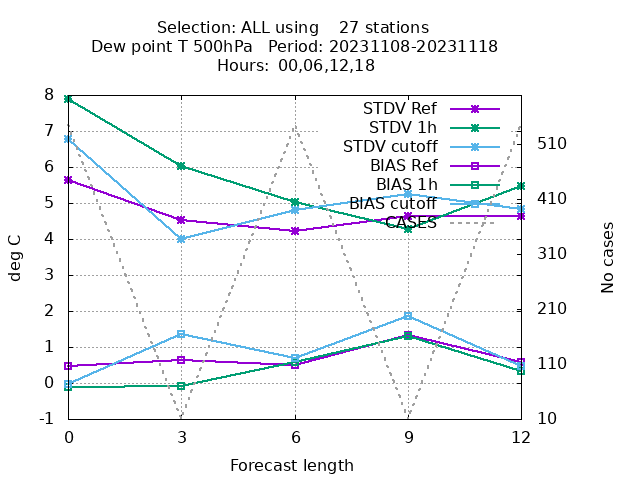 Selection: ALL using 27 stations
Dew point T 500hPa Period: 20231108-20231118
Hours: 00,06,12,18
8
7
6
5
4
3
2
1
0
-1
deg C
STDV Ref
STDV 1h
STDV cutoff
BIAS Ref
BIAS 1h
BIAS cutoff
CASES
510
410
310
210
110
10
No cases
0 3 6 9 12
Forecast length